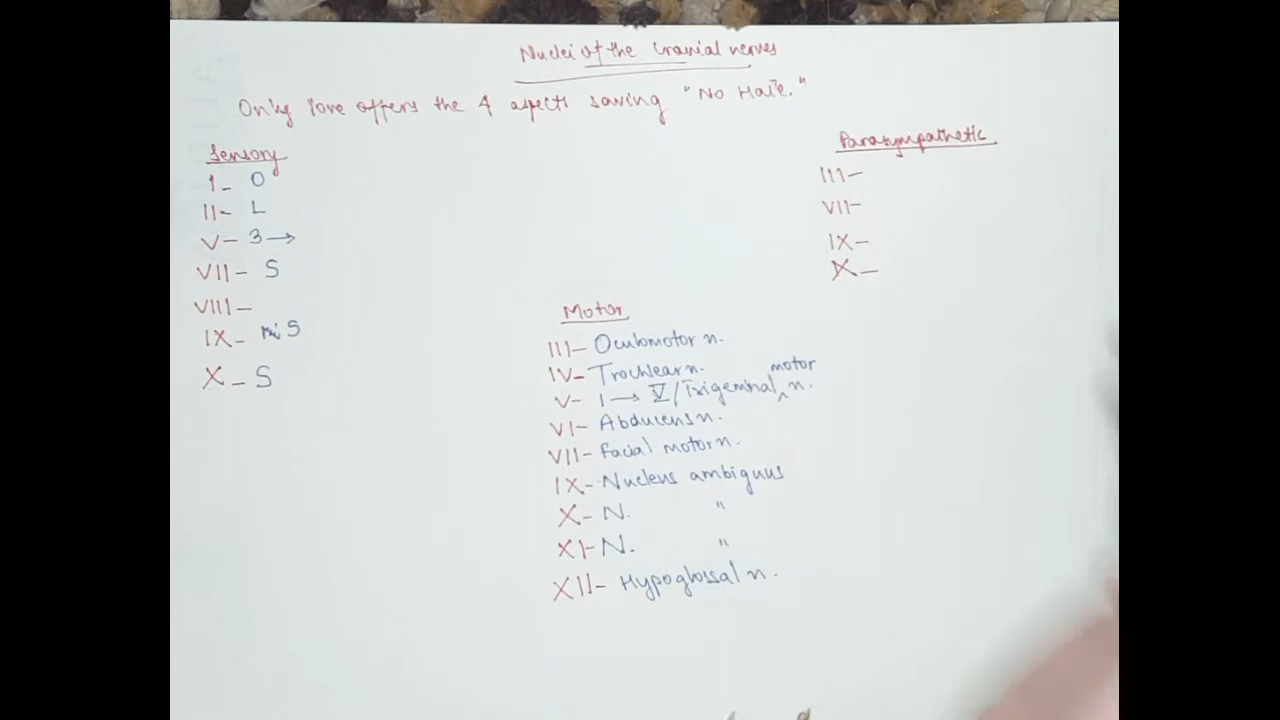 Nuclei of the Cranial nerves
Only love offers the 4 aspects saving "No Hate."
Sensory
I - O
II - L
V - 3 →
VII - S
VIII -
IX - S
X - S
Motor
III - Oculomotor n.
IV - Trochlear n.
V - 1 → V/Trigeminal motor n.
VI - Abducens n.
VII - Facial motor n.
IX - Nucleus ambiguus
X - N. "
XI - N. "
XII - Hypoglossal n.
Parasympathetic
III -
VII -
IX -
X -